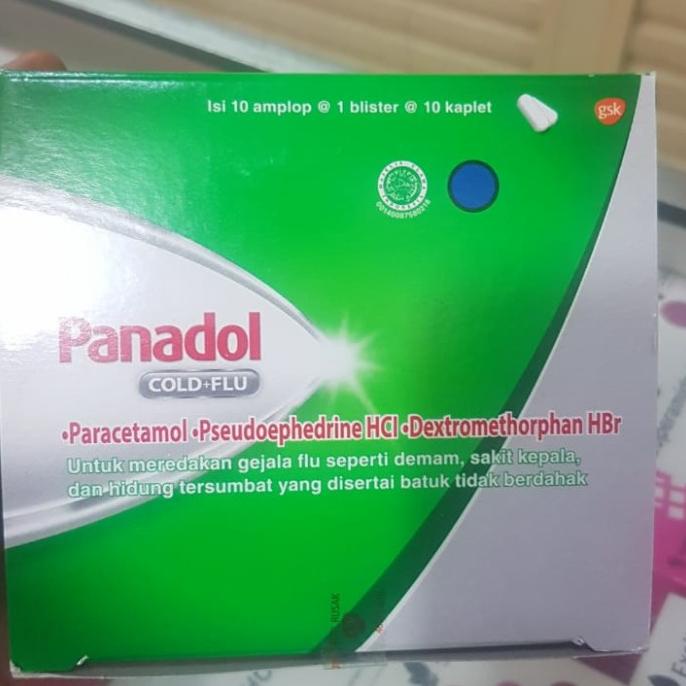 Isi 10 amplop @ 1 blister @ 10 kaplet
gsk
Panadol
COLD+FLU
•Paracetamol •Pseudoephedrine HCl •Dextromethorphan HBr
Untuk meredakan gejala flu seperti demam, sakit kepala,
dan hidung tersumbat yang disertai batuk tidak berdahak
RUSAK